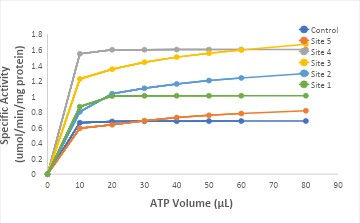 Specific Activity
(umol/min/mg protein)
1.8
1.6
1.4
1.2
1
0.8
0.6
0.4
0.2
0
0 10 20 30 40 50 60 70 80 90
ATP Volume (µL)
Control
Site 5
Site 4
Site 3
Site 2
Site 1